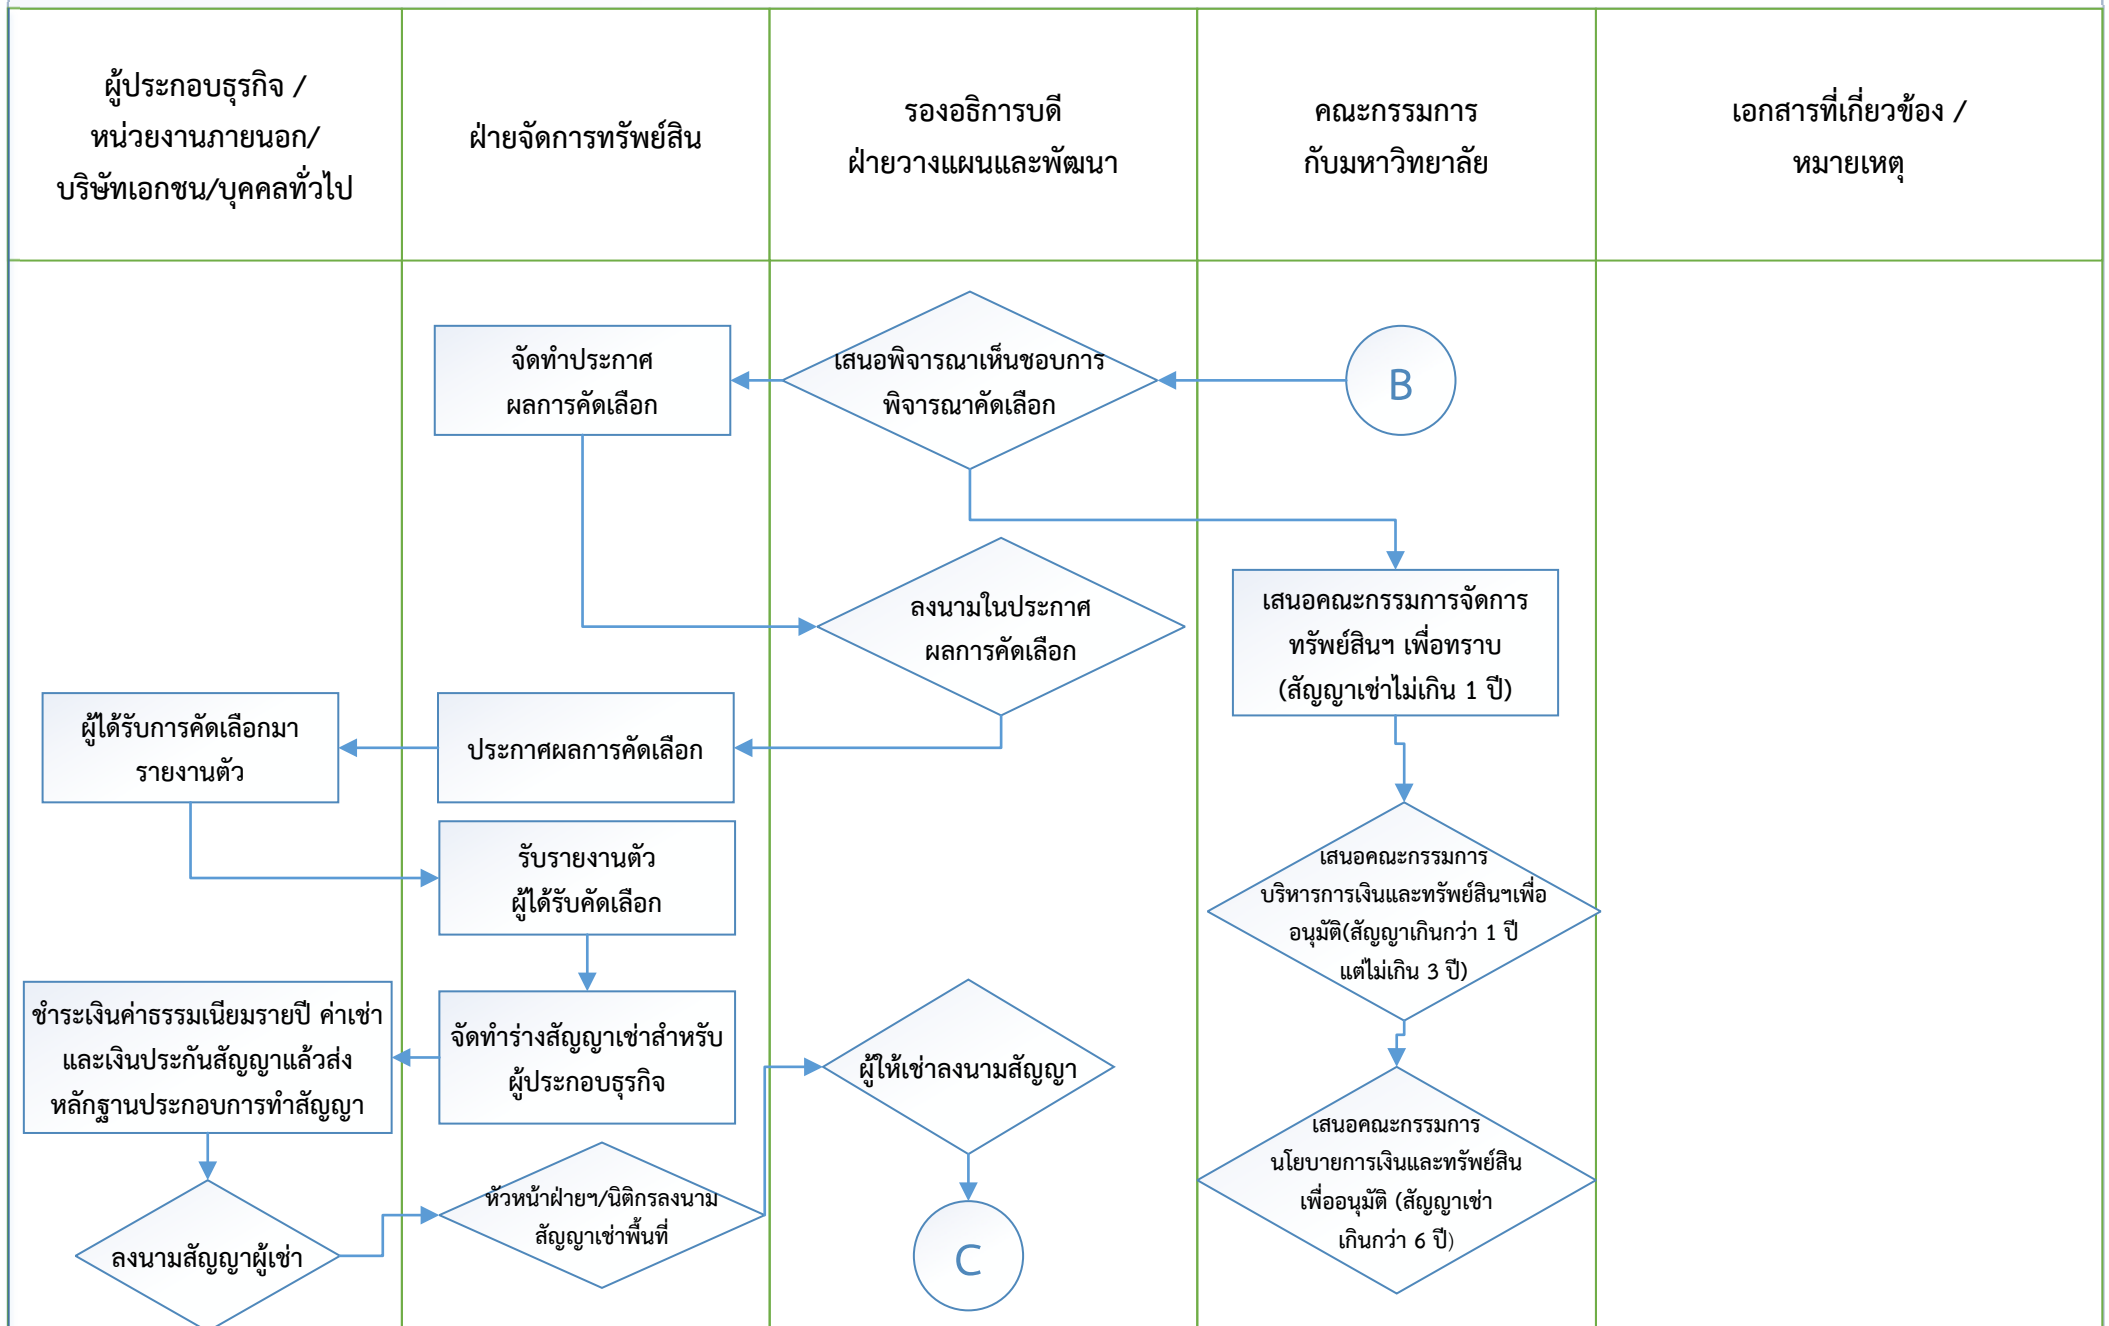 ผู้ประกอบธุรกิจ /
หน่วยงานภายนอก/
บริษัทเอกชน/บุคคลทั่วไป
ฝ่ายจัดการทรัพย์สิน
รองอธิการบดี
ฝ่ายวางแผนและพัฒนา
คณะกรรมการ
กับมหาวิทยาลัย
เอกสารที่เกี่ยวข้อง /
หมายเหตุ
จัดทำประกาศ
ผลการคัดเลือก
เสนอพิจารณาเห็นชอบการ
พิจารณาคัดเลือก
B
ลงนามในประกาศ
ผลการคัดเลือก
เสนอคณะกรรมการจัดการ
ทรัพย์สินฯ เพื่อทราบ
(สัญญาเช่าไม่เกิน 1 ปี)
ผู้ได้รับการคัดเลือกมา
รายงานตัว
ประกาศผลการคัดเลือก
รับรายงานตัว
ผู้ได้รับคัดเลือก
เสนอคณะกรรมการ
บริหารการเงินและทรัพย์สินฯเพื่อ
อนุมัติ(สัญญาเกินกว่า 1 ปี
แต่ไม่เกิน 3 ปี)
ชำระเงินค่าธรรมเนียมรายปี ค่าเช่า
และเงินประกันสัญญาแล้วส่ง
หลักฐานประกอบการทำสัญญา
จัดทำร่างสัญญาเช่าสำหรับ
ผู้ประกอบธุรกิจ
ผู้ให้เช่าลงนามสัญญา
เสนอคณะกรรมการ
นโยบายการเงินและทรัพย์สิน
เพื่ออนุมัติ (สัญญาเช่า
เกินกว่า 6 ปี)
ลงนามสัญญาผู้เช่า
หัวหน้าฝ่ายฯ/นิติกรลงนาม
สัญญาเช่าพื้นที่
C